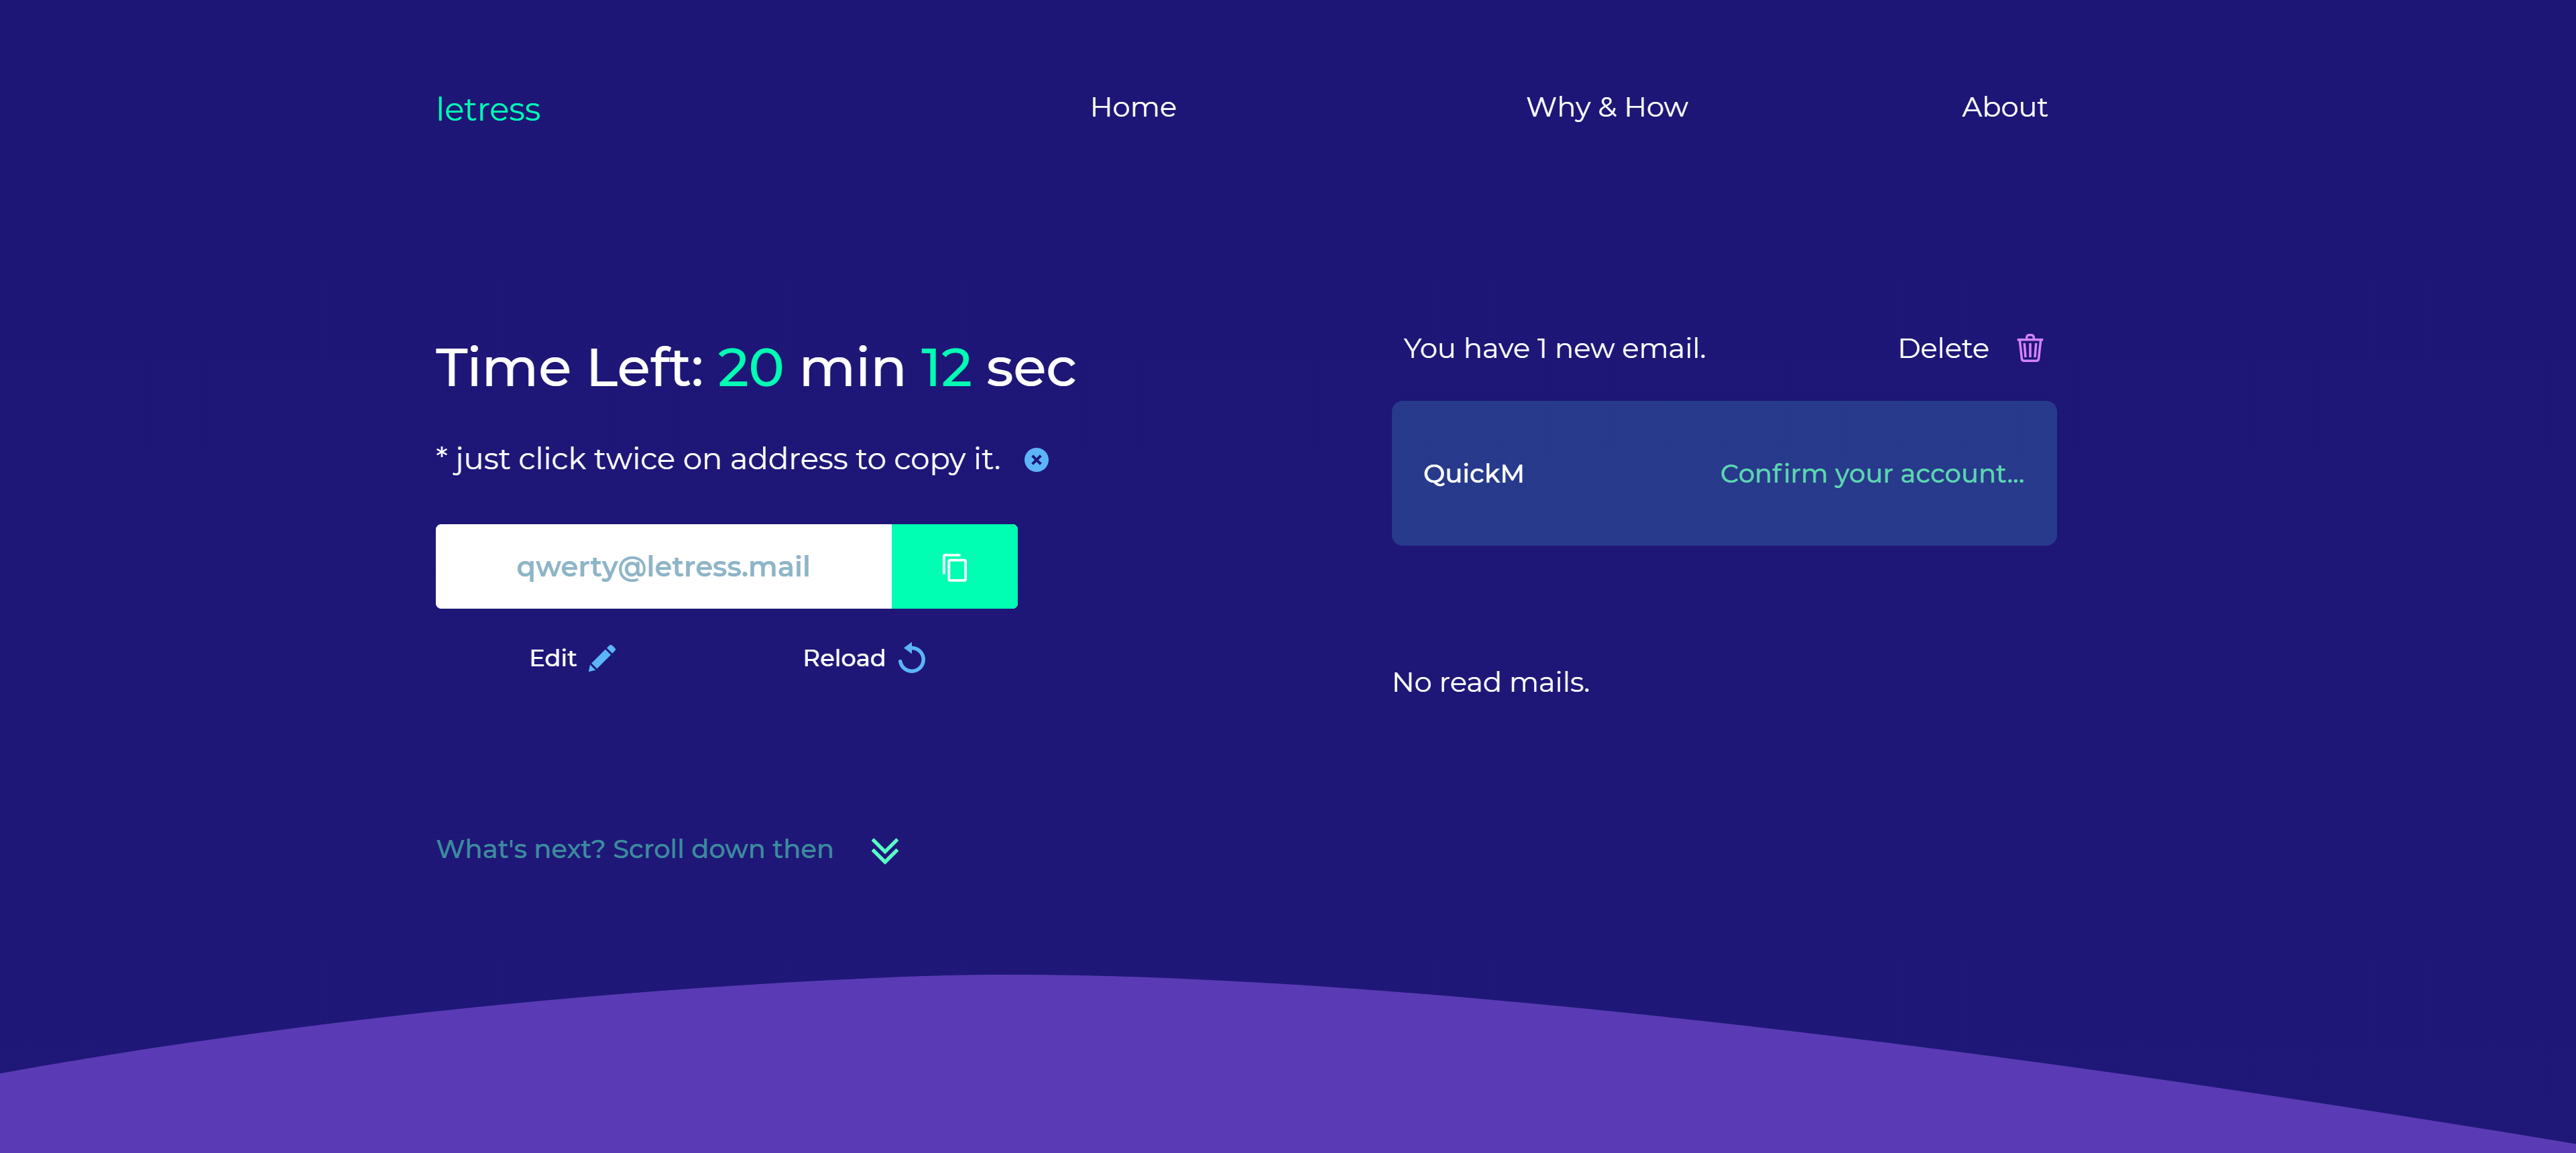 letress
Home
Why & How
About
Time Left: 20 min 12 sec
* just click twice on address to copy it.
qwerty@letress.mail
Edit
Reload
What's next? Scroll down then
You have 1 new email.
Delete
QuickM
Confirm your account...
No read mails.